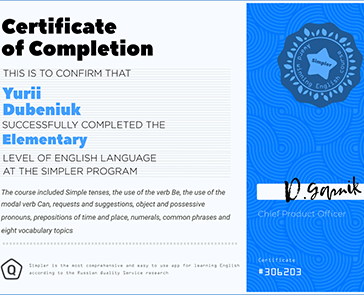 Certificate
of Completion
THIS IS TO CONFIRM THAT
Yurii
Dubeniuk
SUCCESSFULLY COMPLETED THE
Elementary
LEVEL OF ENGLISH LANGUAGE
AT THE SIMPLER PROGRAM
The course included Simple tenses, the use of the verb Be, the use of the
modal verb Can, requests and suggestions, object and possessive
pronouns, prepositions of time and place, numerals, common phrases and
eight vocabulary topics
Simpler is the most comprehensive and easy to use app for learning English
according to the Russian Quality Service research
Simpler
D. Garnik
Chief Product Officer
Certificate
#306203